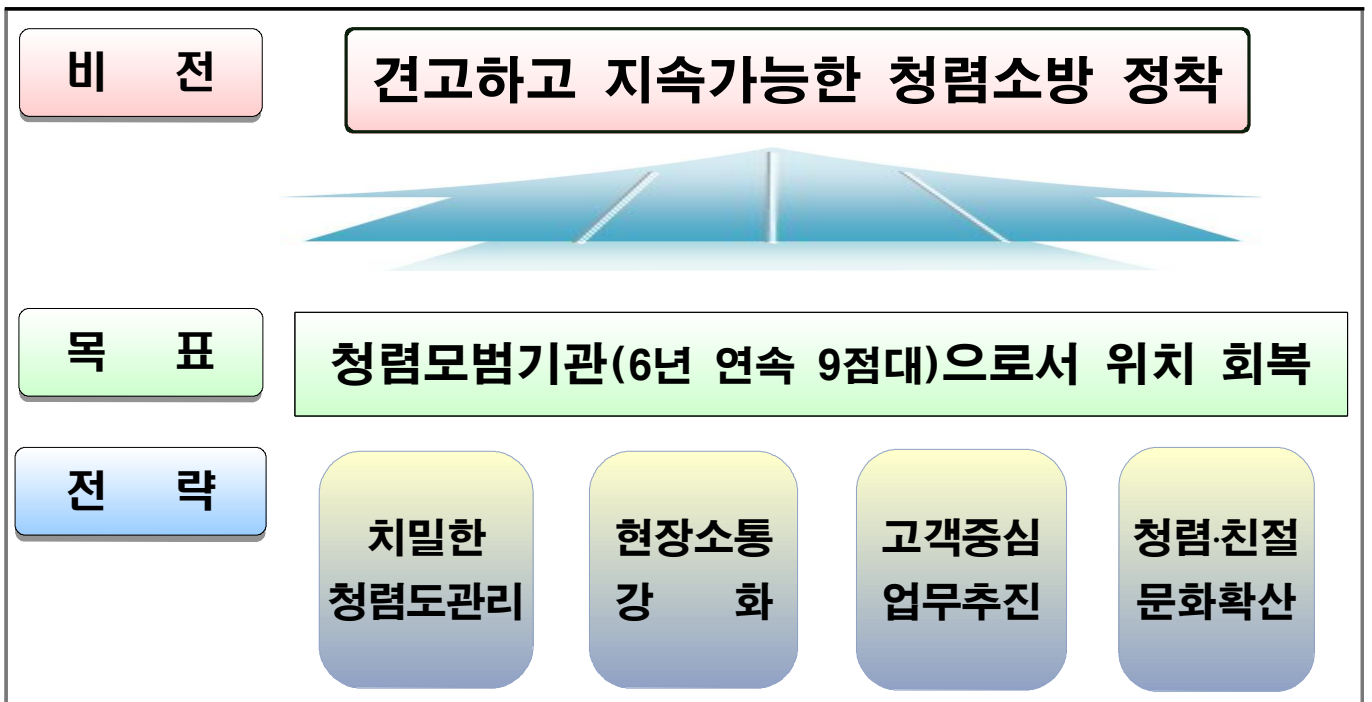 비 전
견고하고 지속가능한 청렴소방 정착
목 표
청렴모범기관(6년 연속 9점대)으로서 위치 회복
전 략
치밀한
청렴도관리
현장소통
강 화
고객중심
업무추진
청렴·친절
문화확산